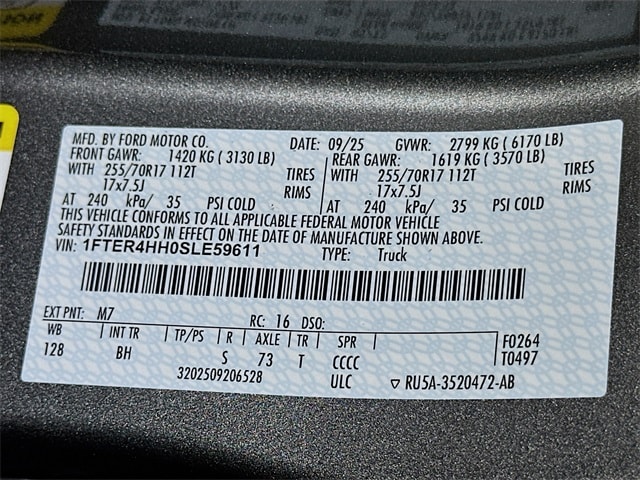 MFD. BY FORD MOTOR CO. DATE: 09/25 GVWR: 2799 KG ( 6170 LB)
FRONT GAWR: 1420 KG ( 3130 LB) REAR GAWR: 1619 KG ( 3570 LB)
WITH 255/70R17 112T TIRES WITH 255/70R17 112T TIRES
17x7.5J RIMS 17x7.5J RIMS
AT 240 kPa/ 35 PSI COLD AT 240 kPa/ 35 PSI COLD
THIS VEHICLE CONFORMS TO ALL APPLICABLE FEDERAL MOTOR VEHICLE
SAFETY STANDARDS IN EFFECT ON THE DATE OF MANUFACTURE SHOWN ABOVE.
VIN: 1FTER4HH0SLE59611 TYPE: Truck
EXT PNT: M7 RC: 16 DSO:
WB INT TR TP/PS R AXLE TR SPR F0264
128 BH S 73 T CCCC T0497
3202509206528 ULC ▽ RU5A-3520472-AB